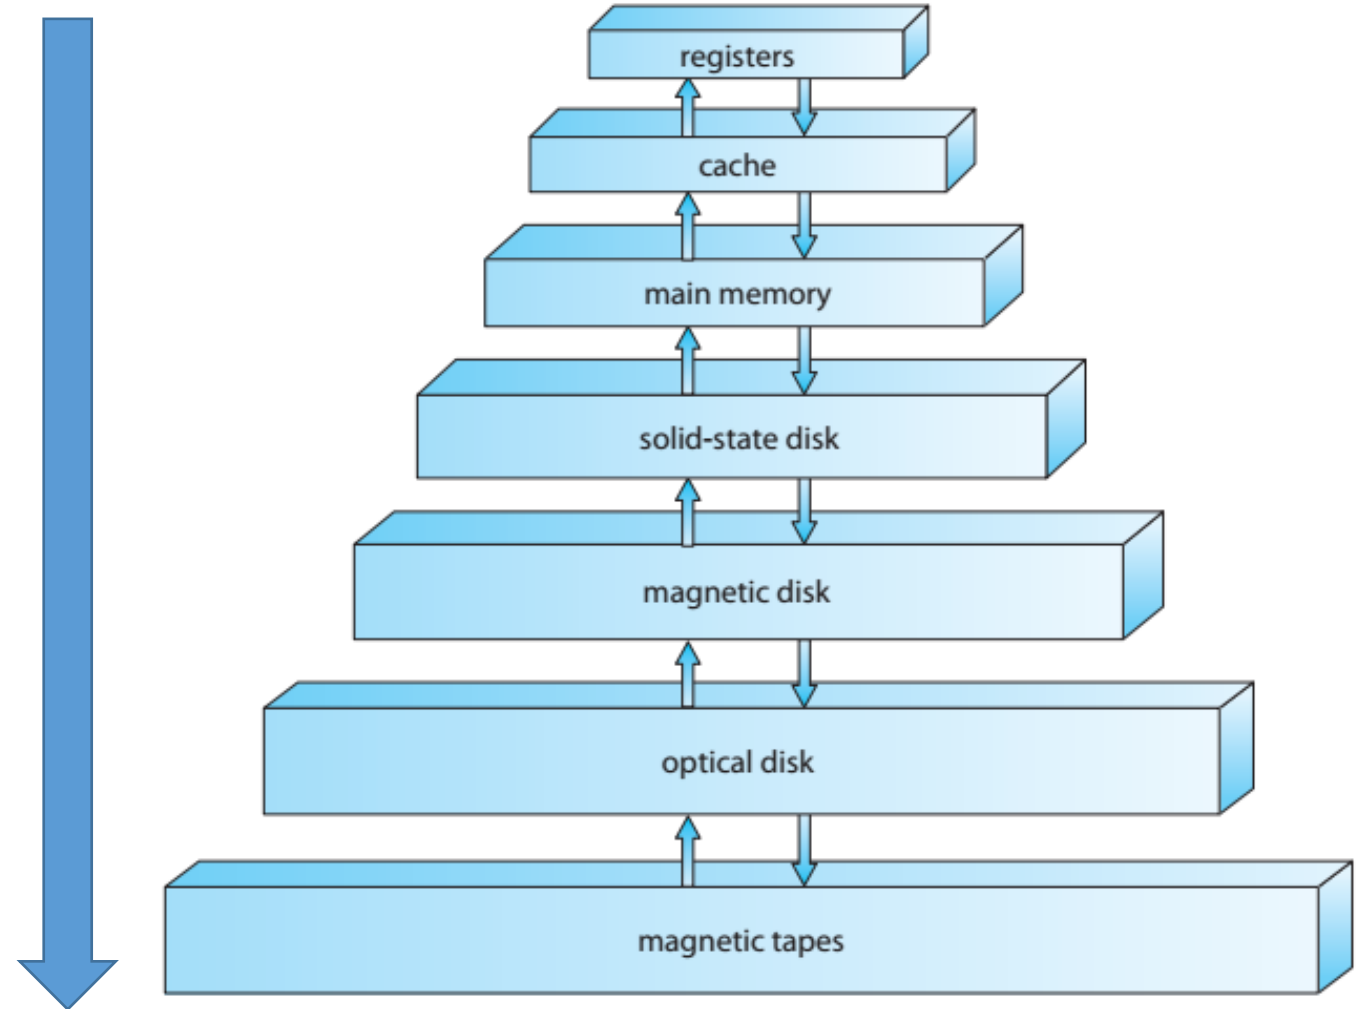 registers
cache
main memory
solid-state disk
magnetic disk
optical disk
magnetic tapes